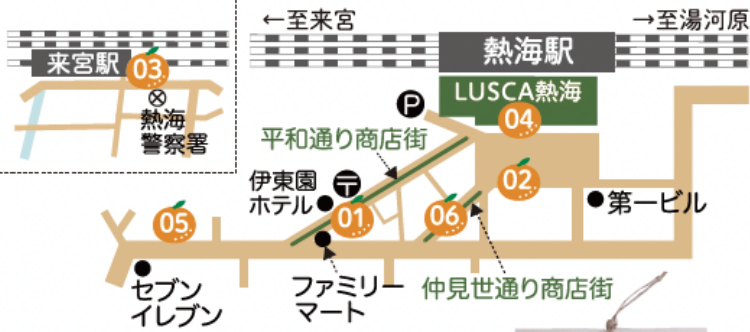 ←至来宮
→至湯河原
来宮駅
03
熱海
警察署
熱海駅
LUSCA熱海
04
P
平和通り商店街
伊東園
ホテル
〒
01
02
第一ビル
05
06
セブン
イレブン
ファミリー
マート
仲見世通り商店街